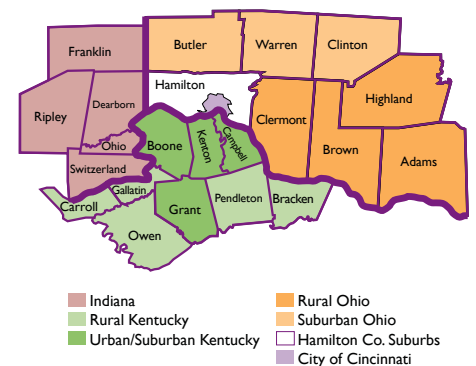 Franklin
Butler
Warren
Clinton
Hamilton
Ripley
Dearborn
Highland
Clermont
Ohio
Boone
Kenton
Campbell
Brown
Adams
Switzerland
Gallatin
Carroll
Grant
Pendleton
Bracken
Owen
Indiana
Rural Kentucky
Urban/Suburban Kentucky
Rural Ohio
Suburban Ohio
Hamilton Co. Suburbs
City of Cincinnati